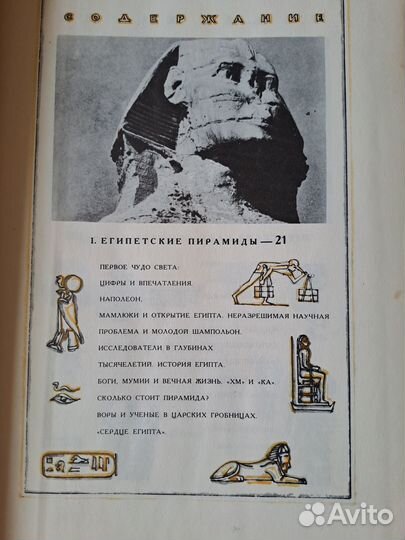 СОДЕРЖАНИЕ
I. ЕГИПЕТСКИЕ ПИРАМИДЫ — 21
ПЕРВОЕ ЧУДО СВЕТА:
ЦИФРЫ И ВПЕЧАТЛЕНИЯ.
НАПОЛЕОН,
МАМЛЮКИ И ОТКРЫТИЕ ЕГИПТА. НЕРАЗРЕШИМАЯ НАУЧНАЯ
ПРОБЛЕМА И МОЛОДОЙ ШАМПОЛЬОН.
ИССЛЕДОВАТЕЛИ В ГЛУБИНАХ
ТЫСЯЧЕЛЕТИЙ. ИСТОРИЯ ЕГИПТА.
БОГИ, МУМИИ И ВЕЧНАЯ ЖИЗНЬ. «ХМ» И «КА».
СКОЛЬКО СТОИТ ПИРАМИДА?
ВОРЫ И УЧЕНЫЕ В ЦАРСКИХ ГРОБНИЦАХ.
«СЕРДЦЕ ЕГИПТА».
Avito